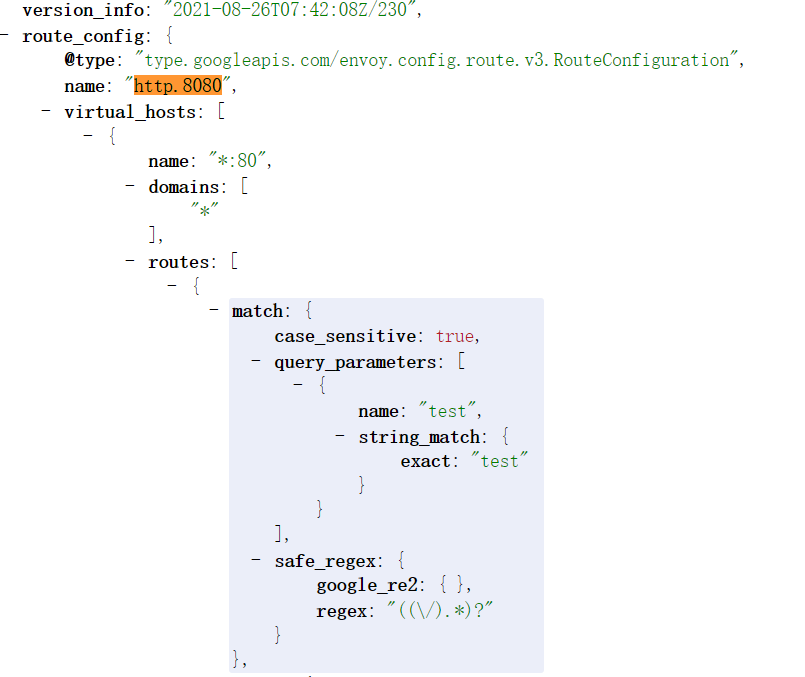 version_info: "2021-08-26T07:42:08Z/230",
- route_config: {
@type: "type.googleapis.com/envoy.config.route.v3.RouteConfiguration",
name: "http.8080",
- virtual_hosts: [
- {
name: "*:80",
- domains: [
"*"
],
- routes: [
- {
- match: {
case_sensitive: true,
- query_parameters: [
- {
name: "test",
- string_match: {
exact: "test"
}
}
],
- safe_regex: {
google_re2: { },
regex: "((\/).*)?"
}
},